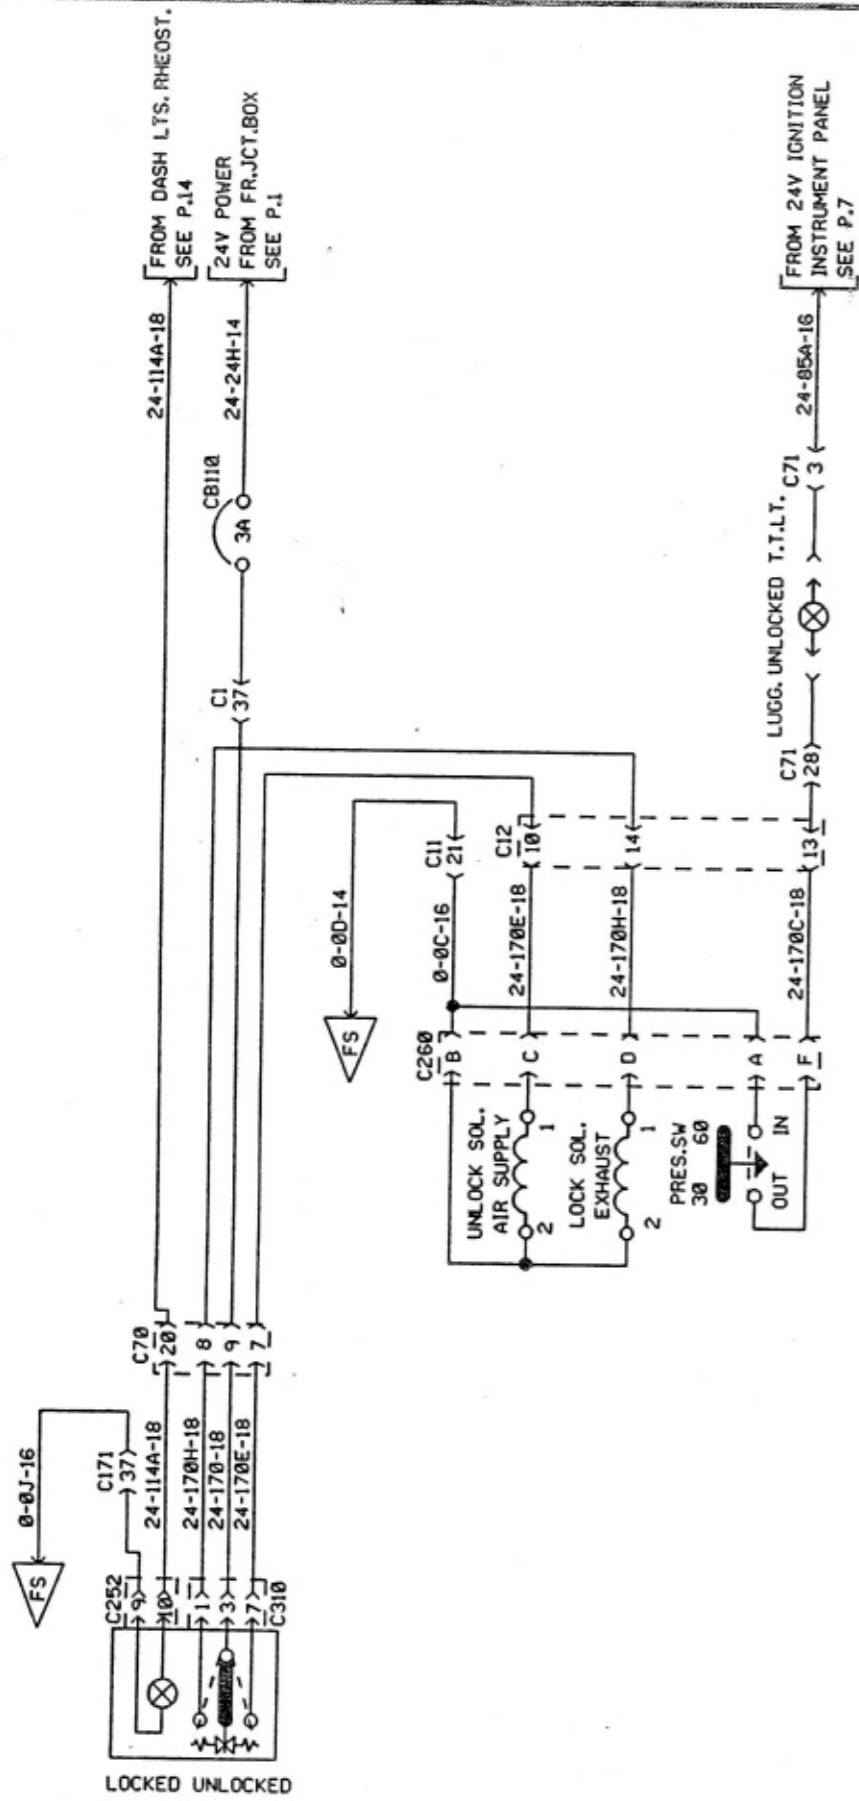 FROM DASH LTS. RHEOST.
SEE P.14
24V POWER
FROM FR.JCT.BOX
SEE P.1
24-114A-18
24-24H-14
CB110
3A
C1
37
FROM 24V IGNITION
INSTRUMENT PANEL
SEE P.7
24-85A-16
C71
3
LUGG. UNLOCKED T.T.LT.
C71
28
C11
21
C12
10
14
13
0-0D-14
0-0C-16
24-170E-18
24-170H-18
24-170C-18
FS
C260
B
C
D
A
F
UNLOCK SOL.
AIR SUPPLY
1
2
LOCK SOL.
EXHAUST
1
2
PRES.SW
30 60
OUT IN
C70
20
8
9
7
0-0J-16
C171
37
24-114A-18
24-170H-18
24-170-18
24-170E-18
FS
C252
9
10
1
3
7
C310
LOCKED UNLOCKED